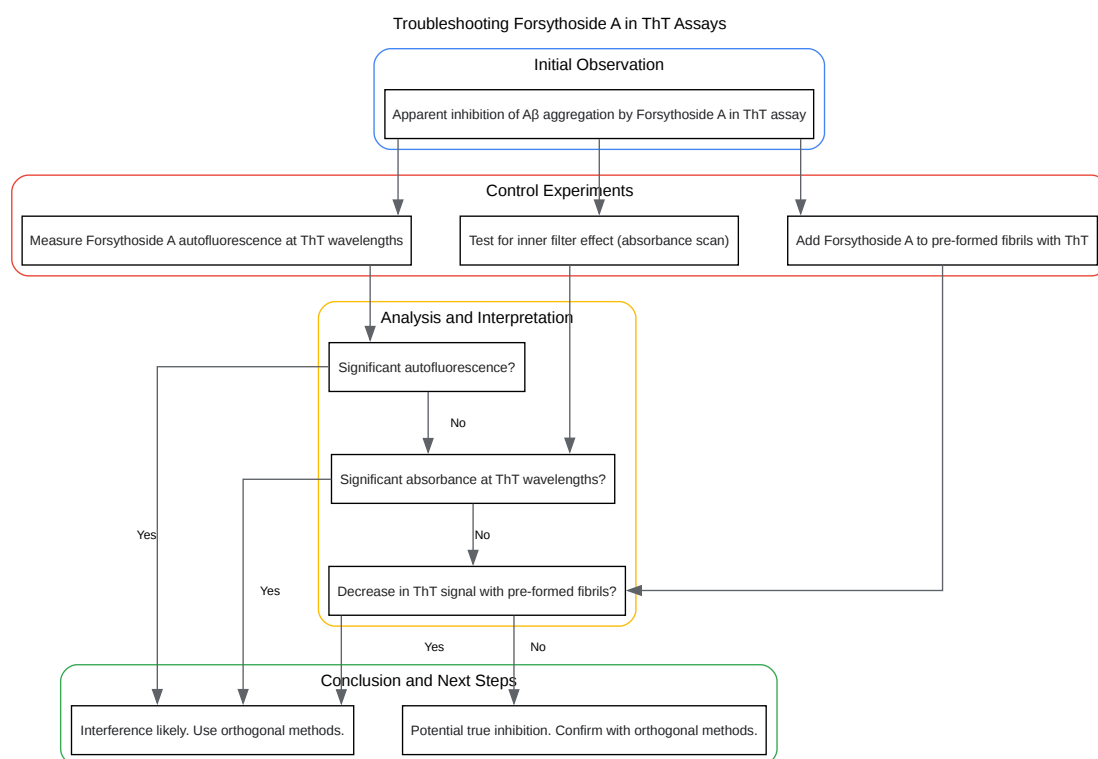 Troubleshooting Forsythoside A in ThT Assays
Initial Observation
Apparent inhibition of Aβ aggregation by Forsythoside A in ThT assay
Control Experiments
Measure Forsythoside A autofluorescence at ThT wavelengths
Test for inner filter effect (absorbance scan)
Add Forsythoside A to pre-formed fibrils with ThT
Analysis and Interpretation
Significant autofluorescence?
No
Significant absorbance at ThT wavelengths?
Yes
No
Decrease in ThT signal with pre-formed fibrils?
Yes
Yes
No
Conclusion and Next Steps
Interference likely. Use orthogonal methods.
Potential true inhibition. Confirm with orthogonal methods.